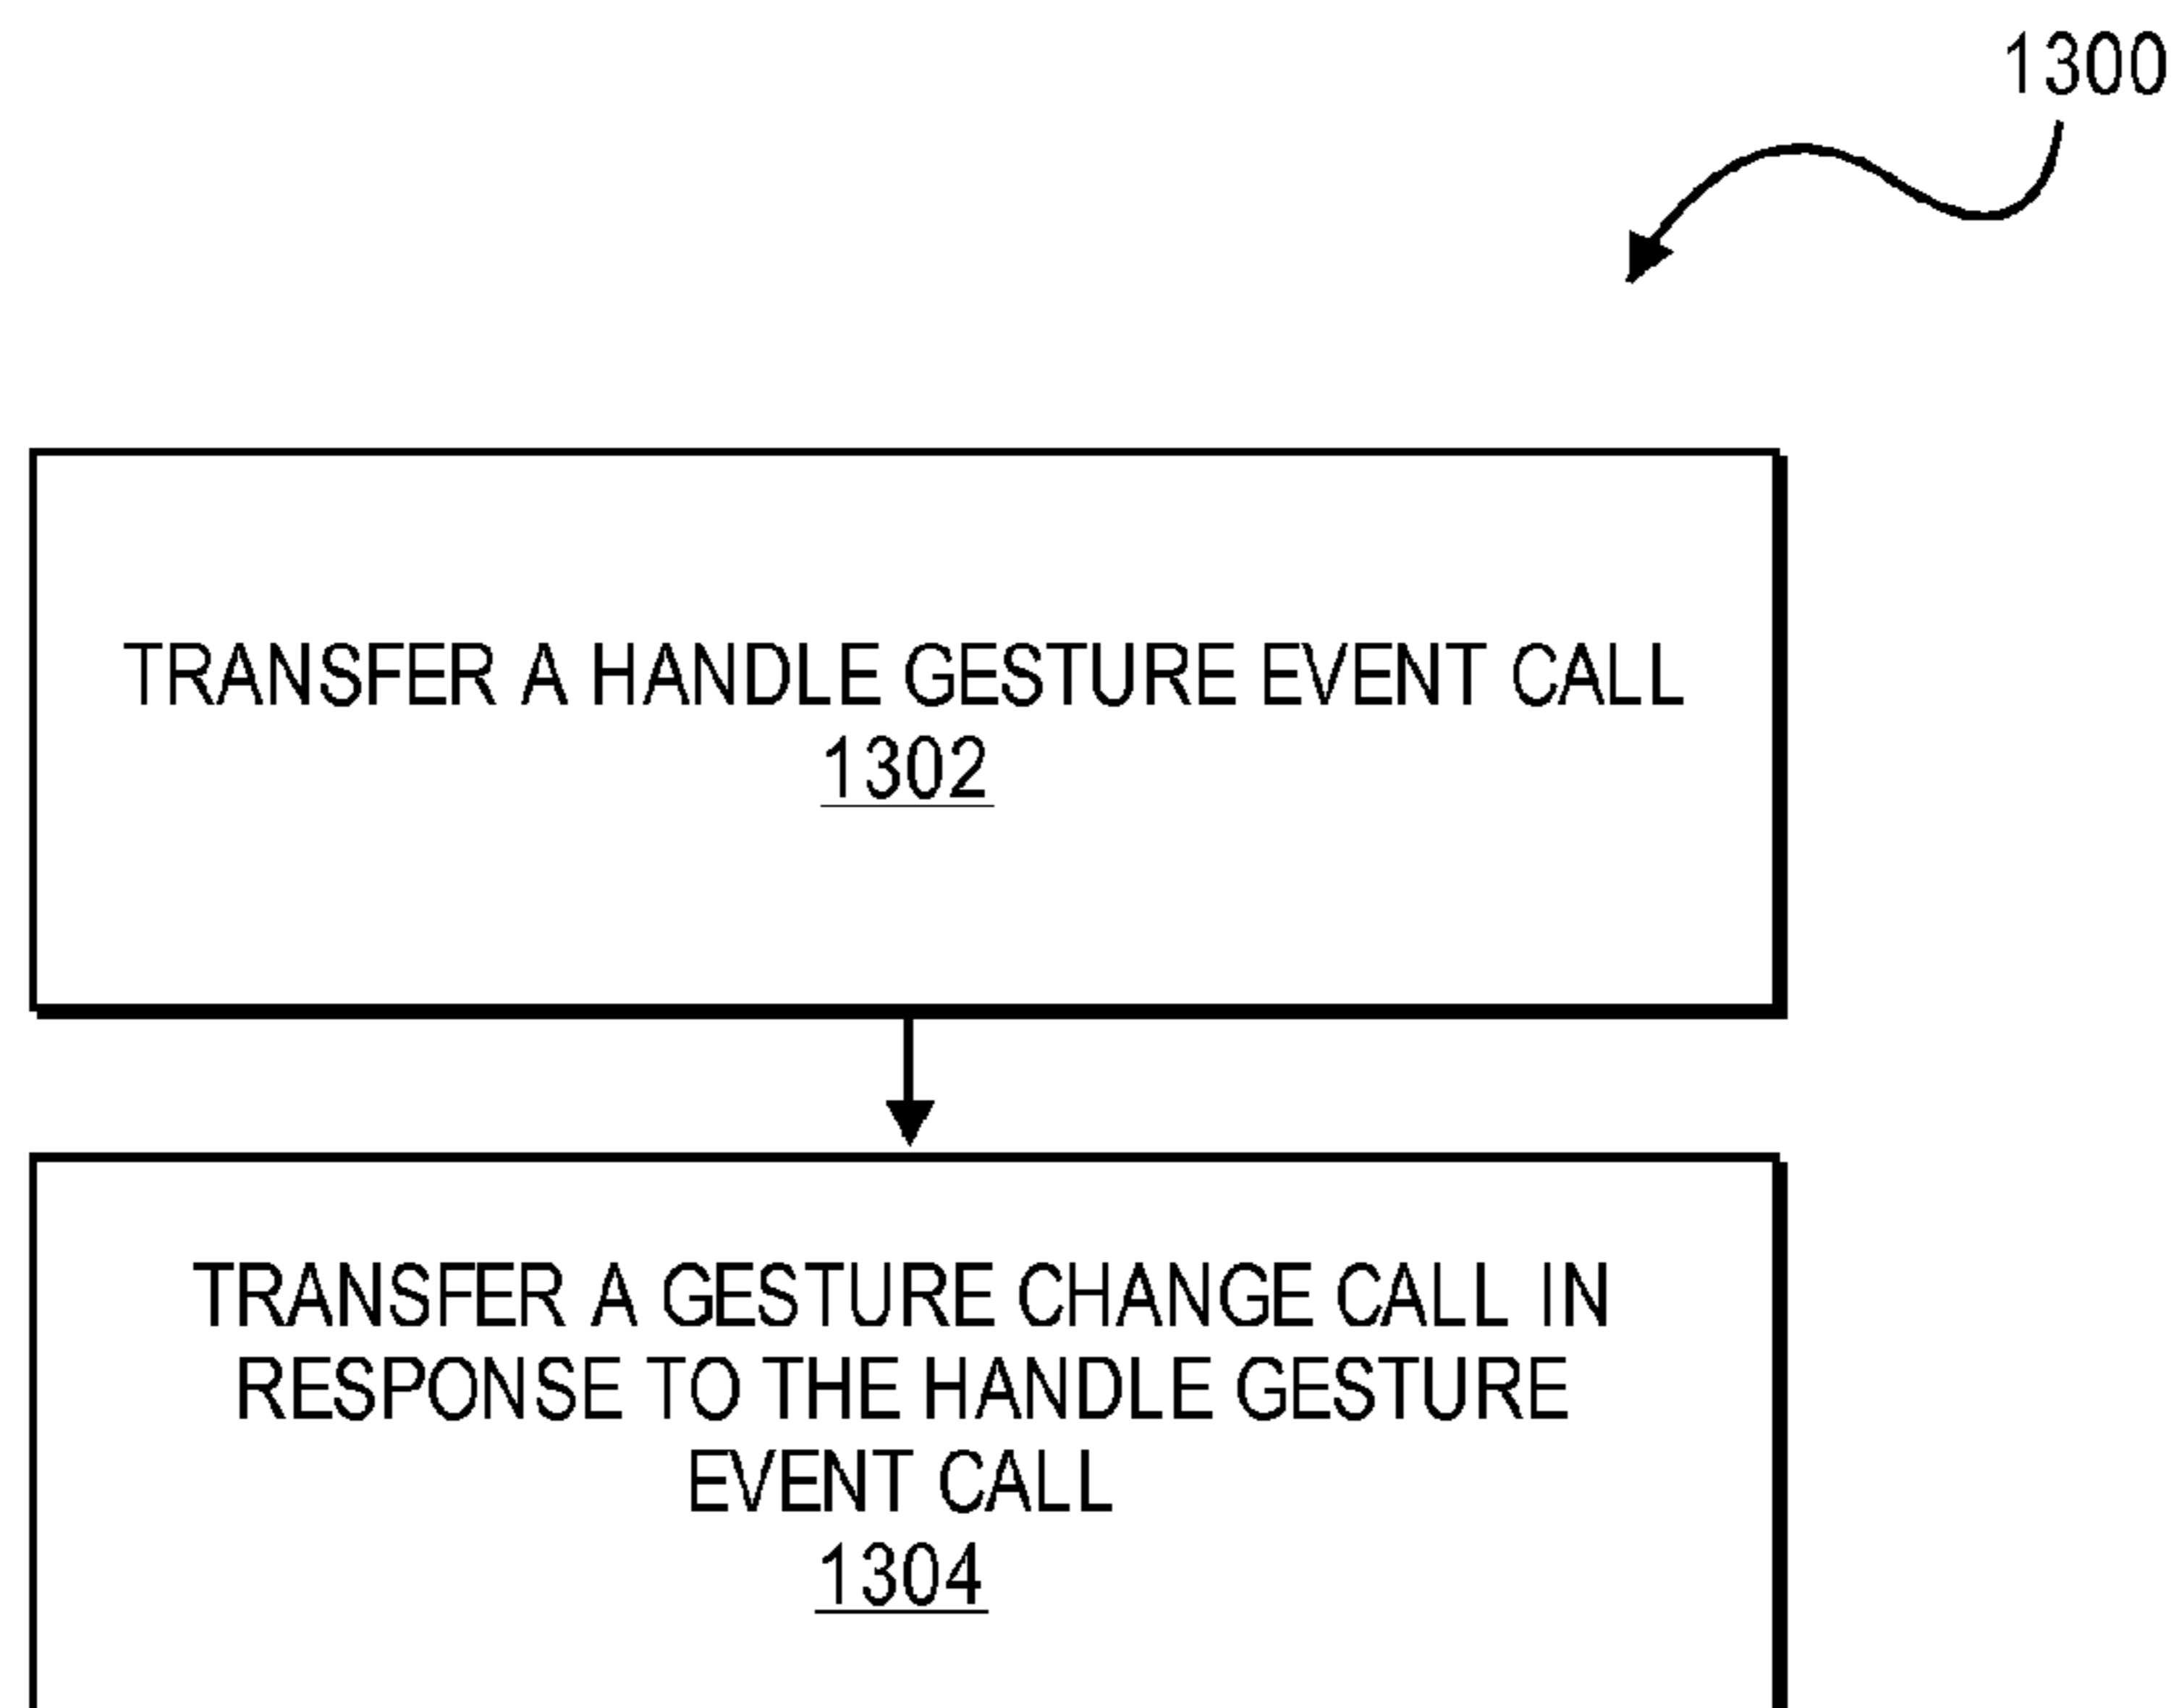 1300
TRANSFER A HANDLE GESTURE EVENT CALL
1302
TRANSFER A GESTURE CHANGE CALL IN
RESPONSE TO THE HANDLE GESTURE
EVENT CALL
1304